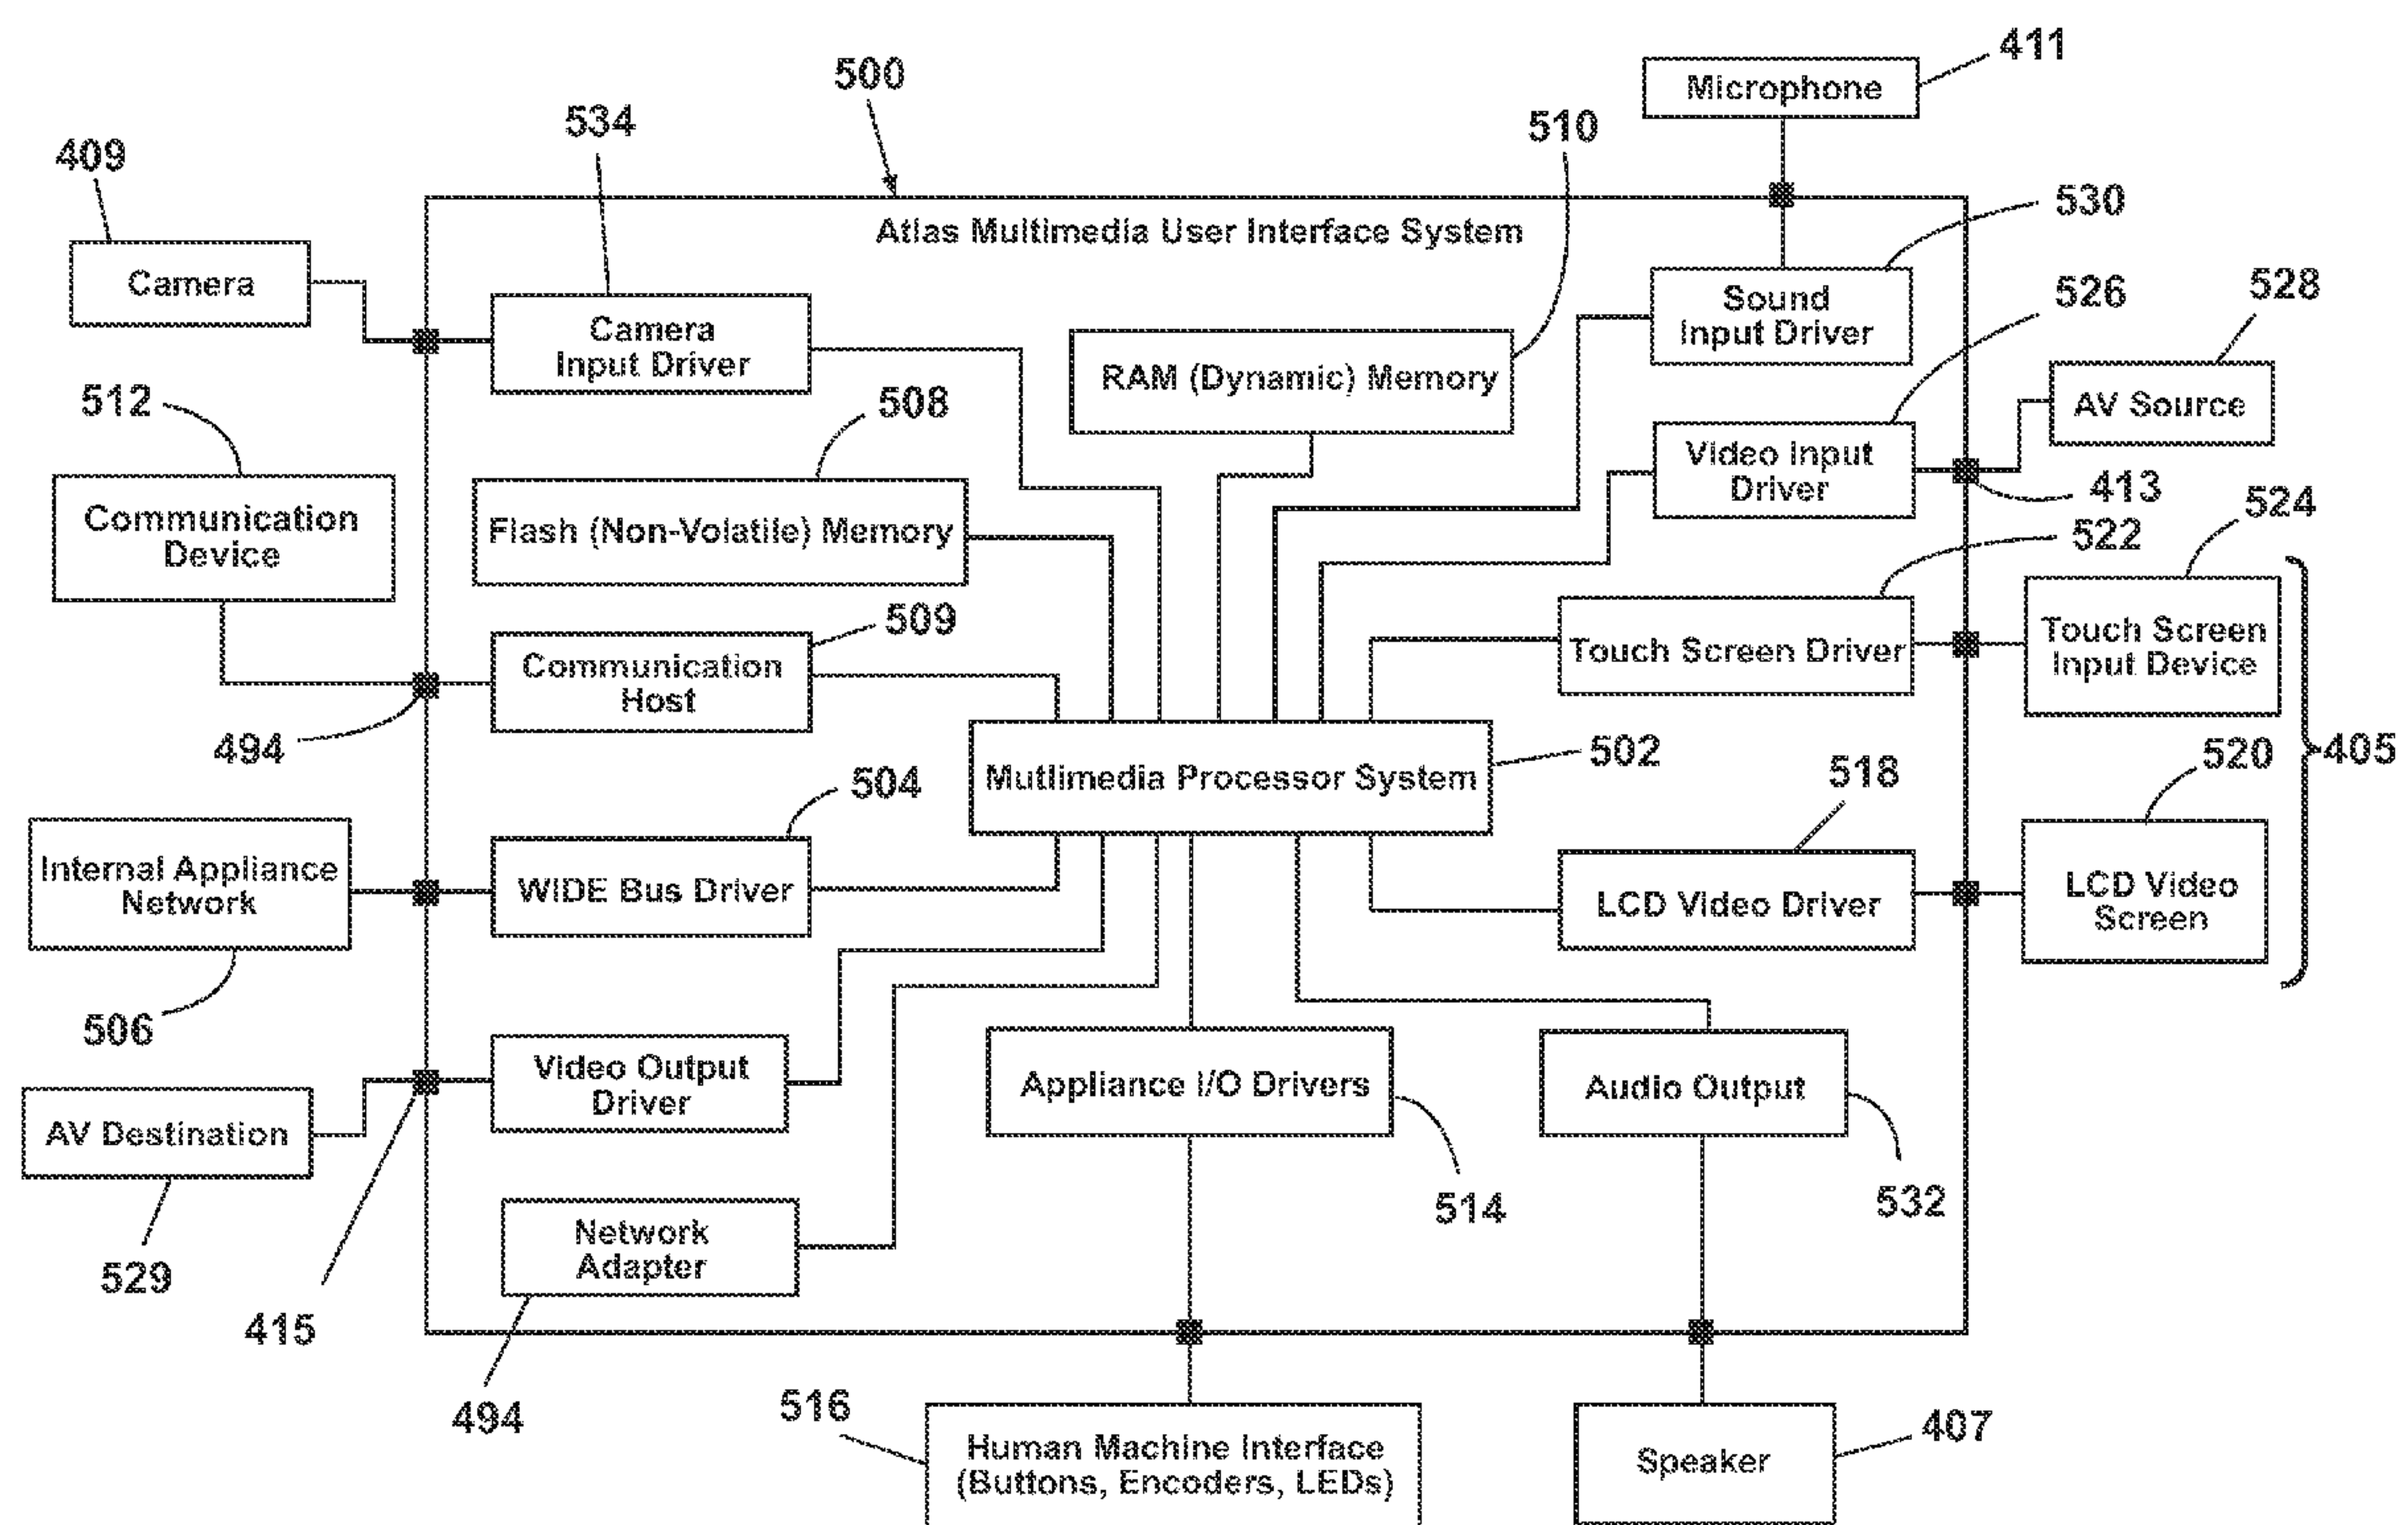 411
Microphone
500
534
510
409
530
Atlas Multimedia User Interface System
Camera
Camera
Input Driver
Sound
Input Driver
526
528
RAM (Dynamic) Memory
AV Source
512
508
Video Input
Driver
413
524
Communication
Device
Flash (Non-Volatile) Memory
522
509
Touch Screen
Input Device
Communication
Host
Touch Screen Driver
494
502
405
520
Mutlimedia Processor System
518
504
Internal Appliance
Network
WIDE Bus Driver
LCD Video Driver
LCD Video
Screen
506
Video Output
Driver
Appliance I/O Drivers
Audio Output
AV Destination
514
532
Network
Adapter
529
415
494
516
407
Human Machine Interface
(Buttons, Encoders, LEDs)
Speaker